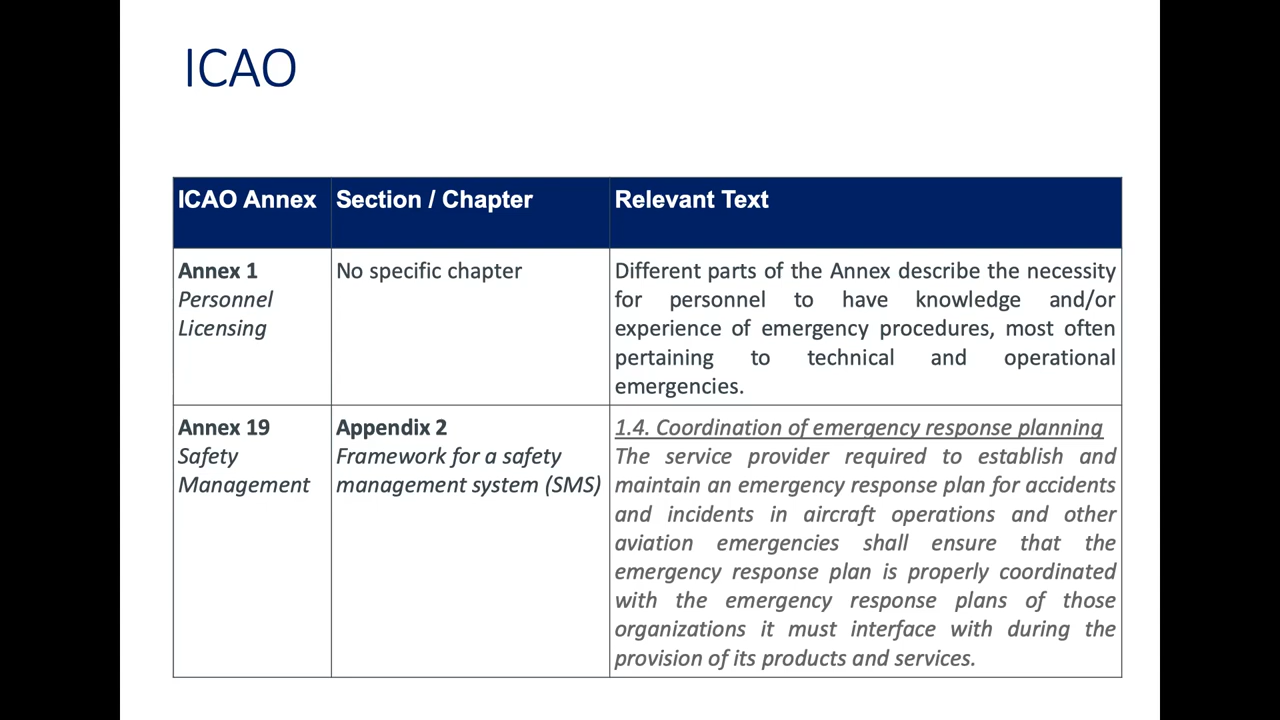 ICAO
ICAO Annex
Section / Chapter
Relevant Text
Annex 1
Personnel
Licensing
No specific chapter
Different parts of the Annex describe the necessity
for personnel to have knowledge and/or
experience of emergency procedures, most often
pertaining to technical and operational
emergencies.
Annex 19
Safety
Management
Appendix 2
Framework for a safety
management system (SMS)
1.4. Coordination of emergency response planning
The service provider required to establish and
maintain an emergency response plan for accidents
and incidents in aircraft operations and other
aviation emergencies shall ensure that the
emergency response plan is properly coordinated
with the emergency response plans of those
organizations it must interface with during the
provision of its products and services.